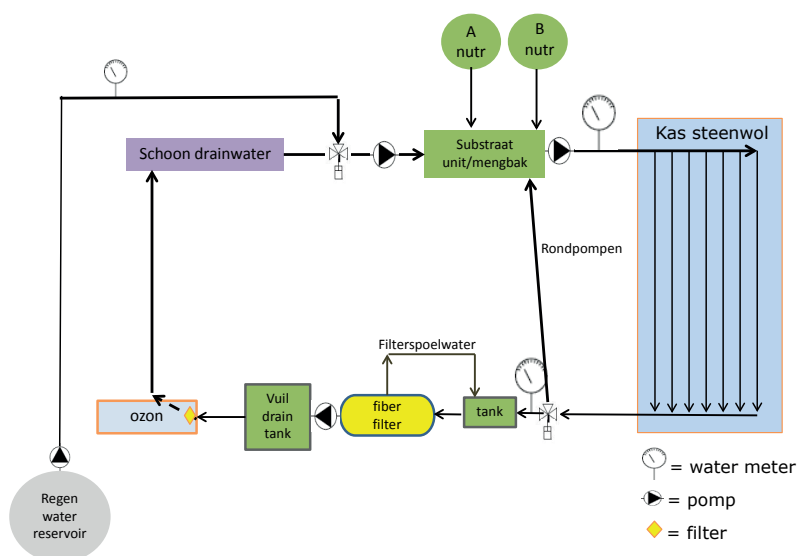 A
nutr
B
nutr
Schoon drainwater
Substraat
unit/mengbak
Kas steenwol
Rondpompen
Filterspoelwater
ozon
Vuil
drain
tank
fiber
filter
tank
Regen
water
reservoir
= water meter
= pomp
= filter